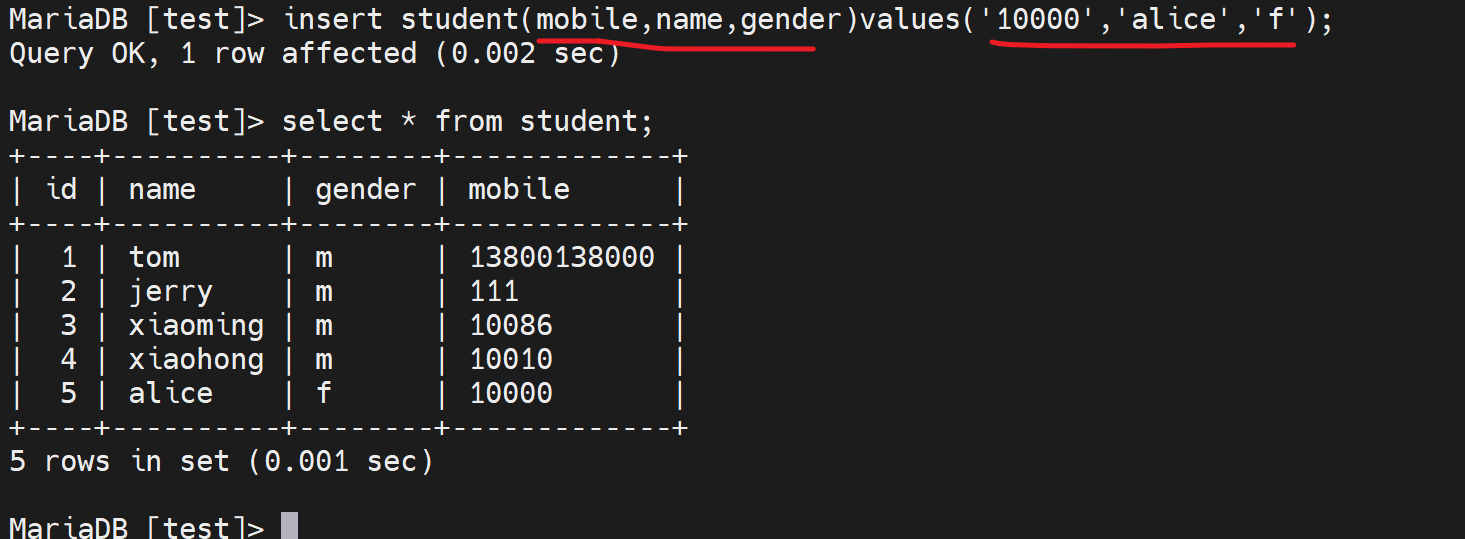 MariaDB [test]> insert student(mobile,name,gender)values('10000','alice','f');
Query OK, 1 row affected (0.002 sec)
MariaDB [test]> select * from student;
+----+----------+--------+-------------+
| id | name     | gender | mobile      |
+----+----------+--------+-------------+
|  1 | tom      | m      | 13800138000 |
|  2 | jerry    | m      | 111         |
|  3 | xiaoming | m      | 10086       |
|  4 | xiaohong | m      | 10010       |
|  5 | alice    | f      | 10000       |
+----+----------+--------+-------------+
5 rows in set (0.001 sec)
MariaDB [test]>